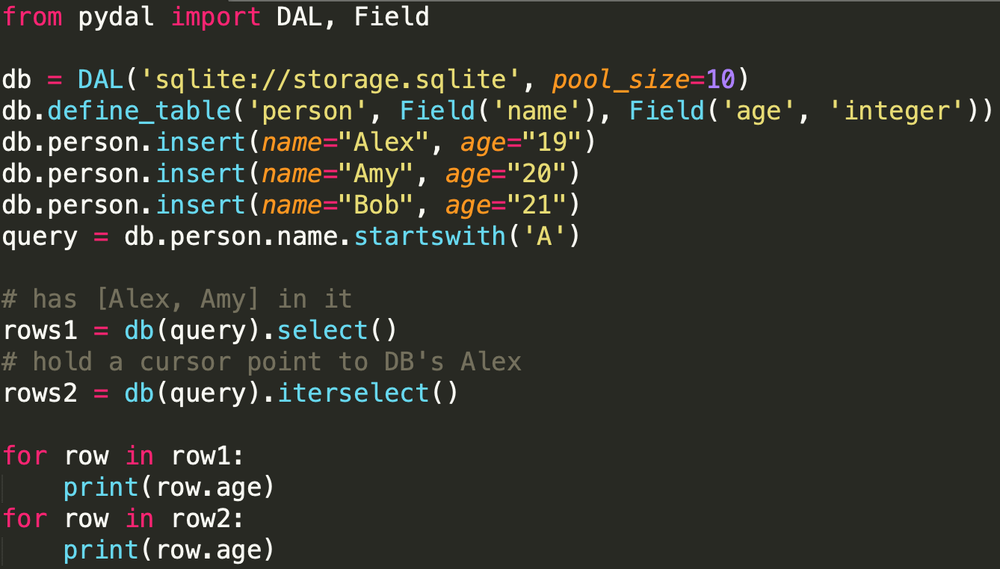 from pydal import DAL, Field
db = DAL('sqlite://storage.sqlite', pool_size=10)
db.define_table('person', Field('name'), Field('age', 'integer'))
db.person.insert(name="Alex", age="19")
db.person.insert(name="Amy", age="20")
db.person.insert(name="Bob", age="21")
query = db.person.name.startswith('A')
# has [Alex, Amy] in it
rows1 = db(query).select()
# hold a cursor point to DB's Alex
rows2 = db(query).iterselect()
for row in row1:
    print(row.age)
for row in row2:
    print(row.age)